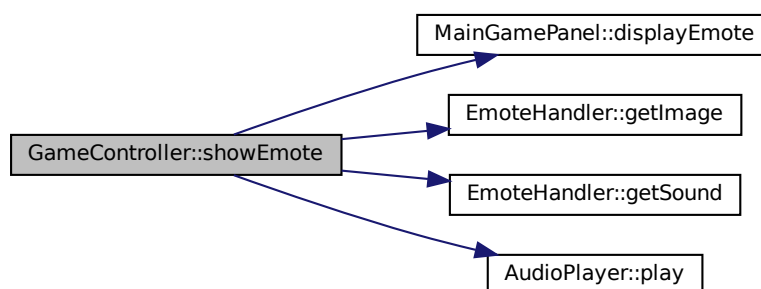 MainGamePanel::displayEmote
EmoteHandler::getImage
GameController::showEmote
EmoteHandler::getSound
AudioPlayer::play